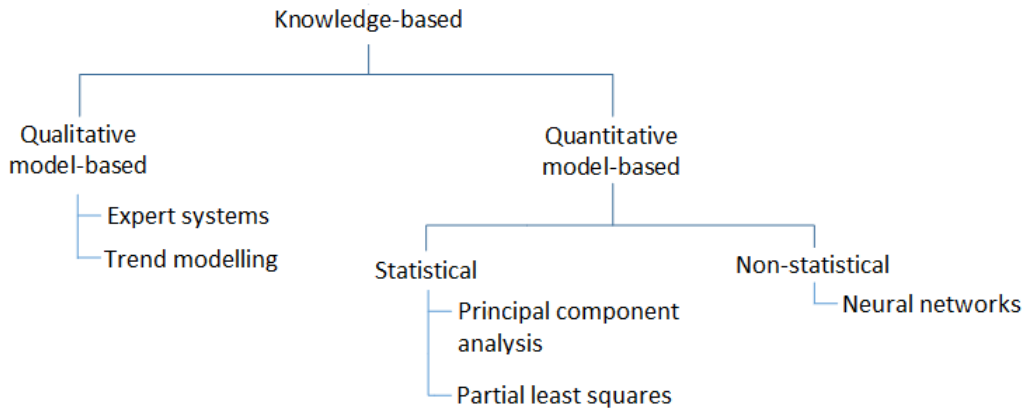 Knowledge-based
Qualitative
model-based
Expert systems
Trend modelling
Quantitative
model-based
Statistical
Principal component
analysis
Partial least squares
Non-statistical
Neural networks